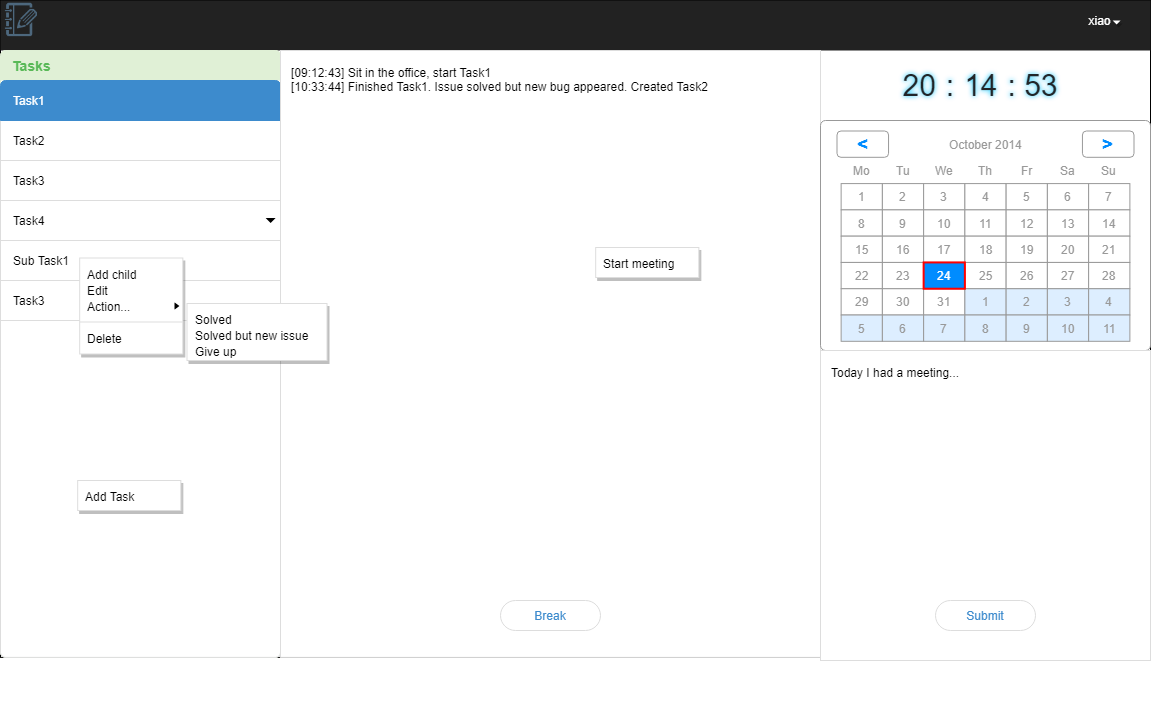 xiao
Tasks
Task1
Task2
Task3
Task4
Sub Task1
Task3
Add child
Edit
Action...
Delete
Solved
Solved but new issue
Give up
Add Task
[09:12:43] Sit in the office, start Task1
[10:33:44] Finished Task1. Issue solved but new bug appeared. Created Task2
Start meeting
Break
20 : 14 : 53
< October 2014 >
Mo Tu We Th Fr Sa Su
1 2 3 4 5 6 7
8 9 10 11 12 13 14
15 16 17 18 19 20 21
22 23 24 25 26 27 28
29 30 31 1 2 3 4
5 6 7 8 9 10 11
Today I had a meeting...
Submit